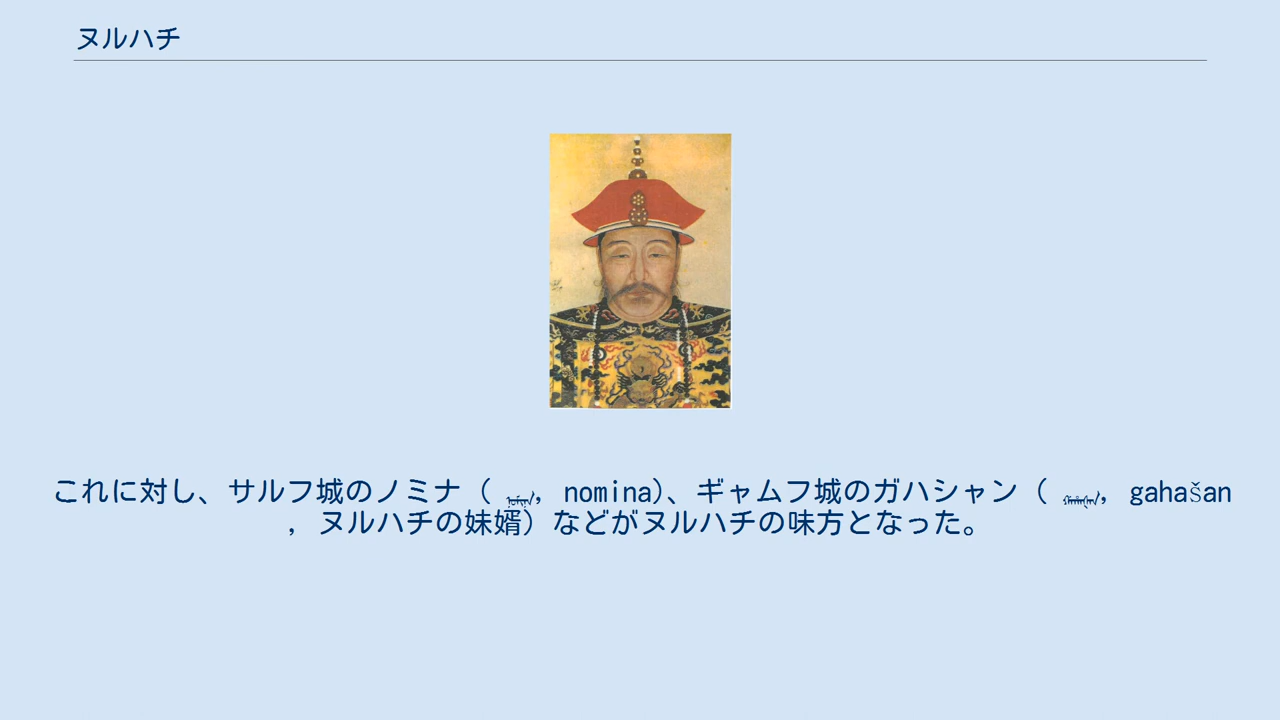 ヌルハチ
これに対し、サルフ城のノミナ（ , nomina)、ギャムフ城のガハシャン（ , gahašan
, ヌルハチの妹婿）などがヌルハチの味方となった。